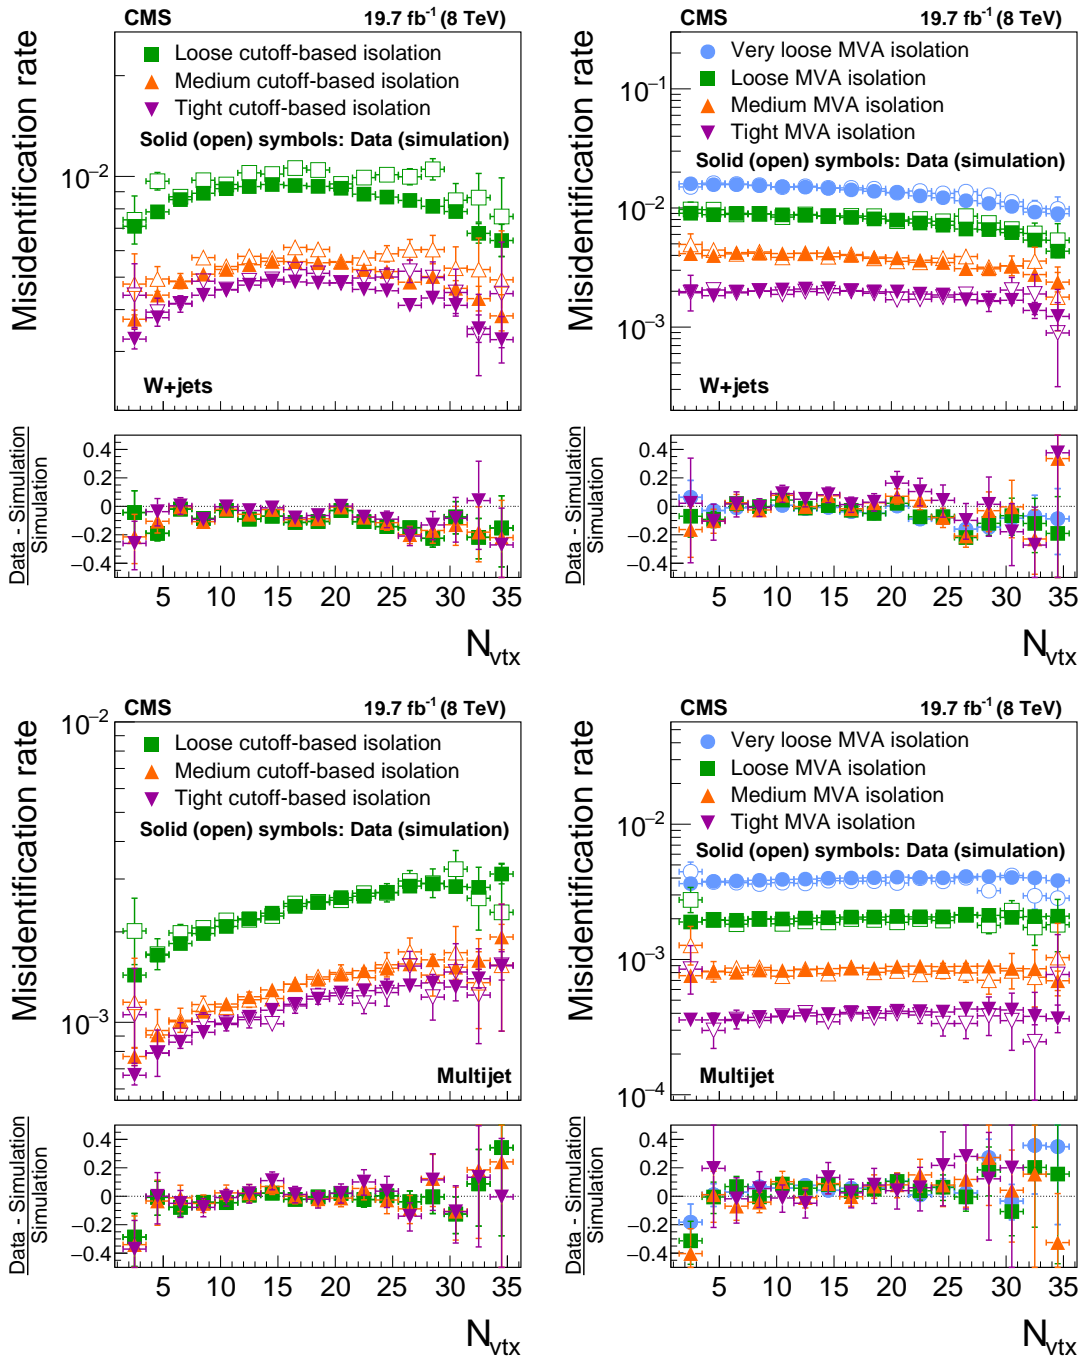 CMS 19.7 fb⁻¹ (8 TeV)
Misidentification rate
Loose cutoff-based isolation
Medium cutoff-based isolation
Tight cutoff-based isolation
Solid (open) symbols: Data (simulation)
10⁻²
W+jets
Data - Simulation
Simulation
0.4
0.2
0
−0.2
−0.4
5 10 15 20 25 30 35
N_vtx
CMS 19.7 fb⁻¹ (8 TeV)
Misidentification rate
Very loose MVA isolation
Loose MVA isolation
Medium MVA isolation
Tight MVA isolation
Solid (open) symbols: Data (simulation)
10⁻¹
10⁻²
10⁻³
W+jets
Data - Simulation
Simulation
0.4
0.2
0
−0.2
−0.4
5 10 15 20 25 30 35
N_vtx
CMS 19.7 fb⁻¹ (8 TeV)
Misidentification rate
10⁻²
Loose cutoff-based isolation
Medium cutoff-based isolation
Tight cutoff-based isolation
Solid (open) symbols: Data (simulation)
10⁻³
Multijet
Data - Simulation
Simulation
0.4
0.2
0
−0.2
−0.4
5 10 15 20 25 30 35
N_vtx
CMS 19.7 fb⁻¹ (8 TeV)
Misidentification rate
Very loose MVA isolation
Loose MVA isolation
Medium MVA isolation
Tight MVA isolation
Solid (open) symbols: Data (simulation)
10⁻²
10⁻³
10⁻⁴
Multijet
Data - Simulation
Simulation
0.4
0.2
0
−0.2
−0.4
5 10 15 20 25 30 35
N_vtx